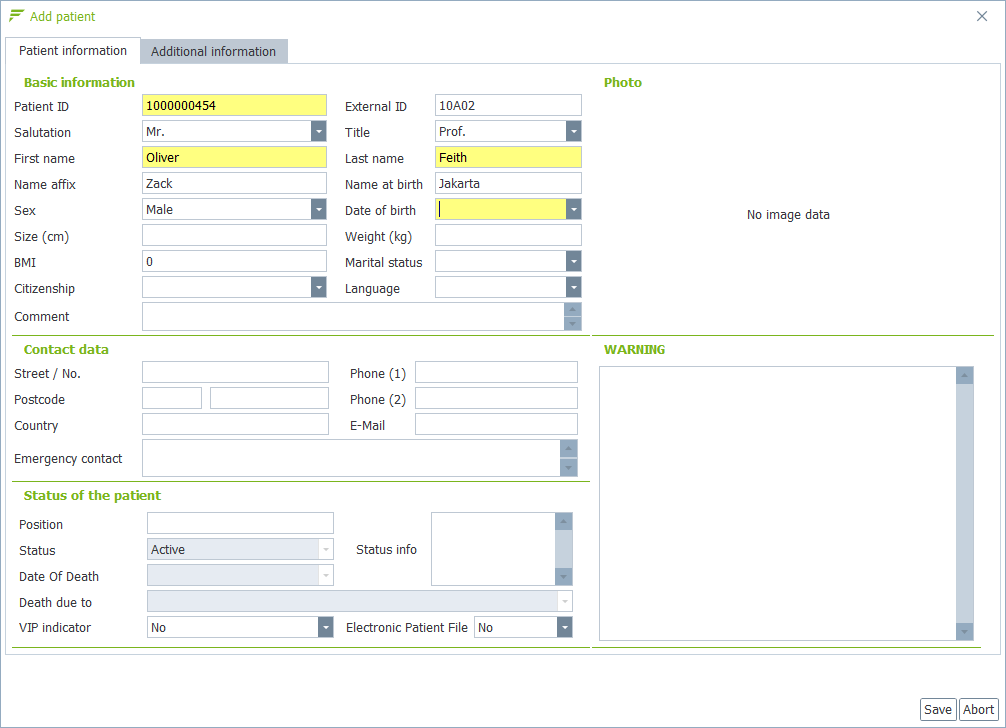 Add patient
Patient information Additional information
Basic information
Patient ID 1000000454 External ID 10A02
Salutation Mr. Title Prof.
First name Oliver Last name Feith
Name affix Zack Name at birth Jakarta
Sex Male Date of birth
Size (cm) Weight (kg)
BMI 0 Marital status
Citizenship Language
Comment
Photo
No image data
Contact data
Street / No. Phone (1)
Postcode Phone (2)
Country E-Mail
Emergency contact
WARNING
Status of the patient
Position
Status Active Status info
Date Of Death
Death due to
VIP indicator No Electronic Patient File No
Save Abort